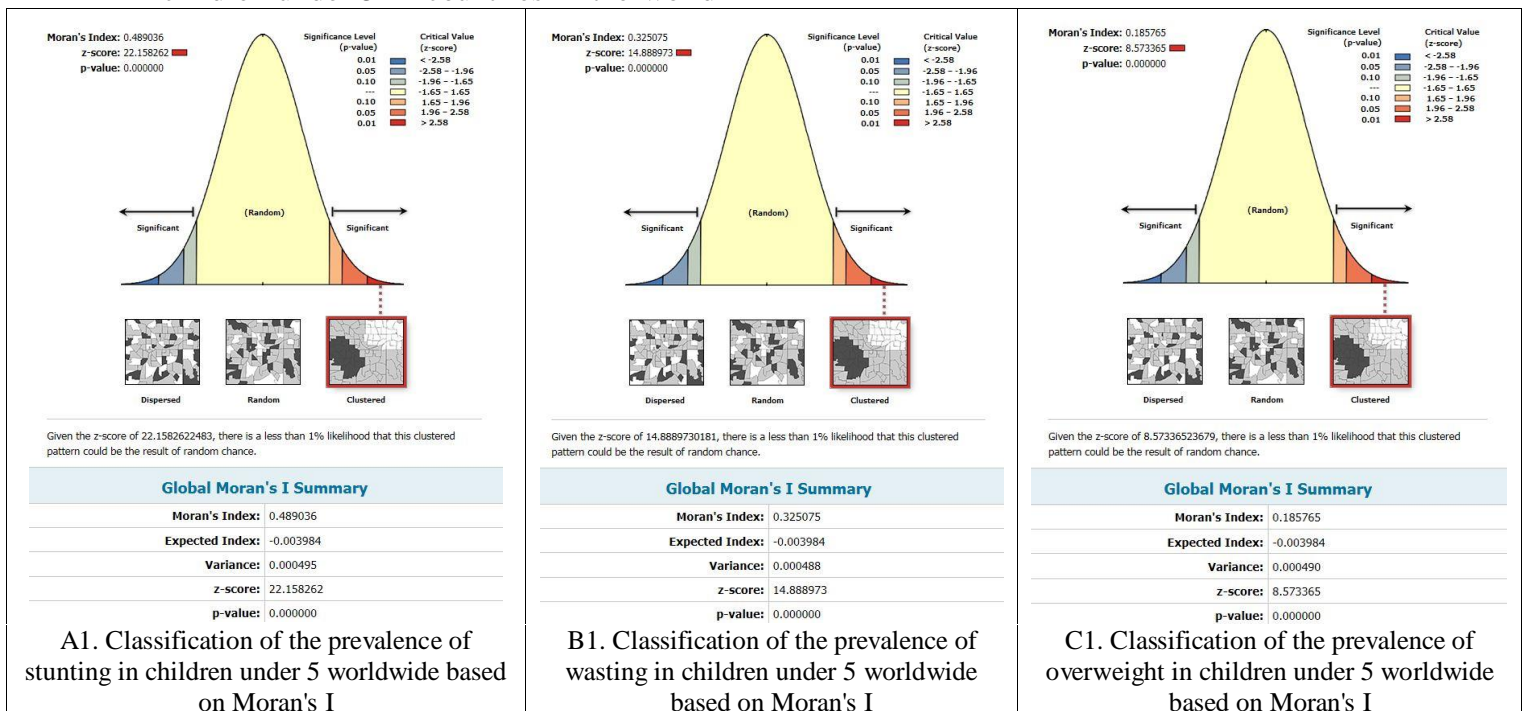 Moran's Index: 0.489036
z-score: 22.158262
p-value: 0.000000
Significance Level
(p-value)
Critical Value
(z-score)
0.01 < -2.58
0.05 -2.58 – -1.96
0.10 -1.96 – -1.65
--- -1.65 – 1.65
0.10 1.65 – 1.96
0.05 1.96 – 2.58
0.01 > 2.58
(Random)
Significant
Significant
Dispersed
Random
Clustered
Given the z-score of 22.1582622483, there is a less than 1% likelihood that this clustered
pattern could be the result of random chance.
Global Moran's I Summary
Moran's Index: 0.489036
Expected Index: -0.003984
Variance: 0.000495
z-score: 22.158262
p-value: 0.000000
A1. Classification of the prevalence of
stunting in children under 5 worldwide based
on Moran's I
Moran's Index: 0.325075
z-score: 14.888973
p-value: 0.000000
Significance Level
(p-value)
Critical Value
(z-score)
0.01 < -2.58
0.05 -2.58 – -1.96
0.10 -1.96 – -1.65
--- -1.65 – 1.65
0.10 1.65 – 1.96
0.05 1.96 – 2.58
0.01 > 2.58
(Random)
Significant
Significant
Dispersed
Random
Clustered
Given the z-score of 14.8889730181, there is a less than 1% likelihood that this clustered
pattern could be the result of random chance.
Global Moran's I Summary
Moran's Index: 0.325075
Expected Index: -0.003984
Variance: 0.000488
z-score: 14.888973
p-value: 0.000000
B1. Classification of the prevalence of
wasting in children under 5 worldwide
based on Moran's I
Moran's Index: 0.185765
z-score: 8.573365
p-value: 0.000000
Significance Level
(p-value)
Critical Value
(z-score)
0.01 < -2.58
0.05 -2.58 – -1.96
0.10 -1.96 – -1.65
--- -1.65 – 1.65
0.10 1.65 – 1.96
0.05 1.96 – 2.58
0.01 > 2.58
(Random)
Significant
Significant
Dispersed
Random
Clustered
Given the z-score of 8.57336523679, there is a less than 1% likelihood that this clustered
pattern could be the result of random chance.
Global Moran's I Summary
Moran's Index: 0.185765
Expected Index: -0.003984
Variance: 0.000490
z-score: 8.573365
p-value: 0.000000
C1. Classification of the prevalence of
overweight in children under 5 worldwide
based on Moran's I